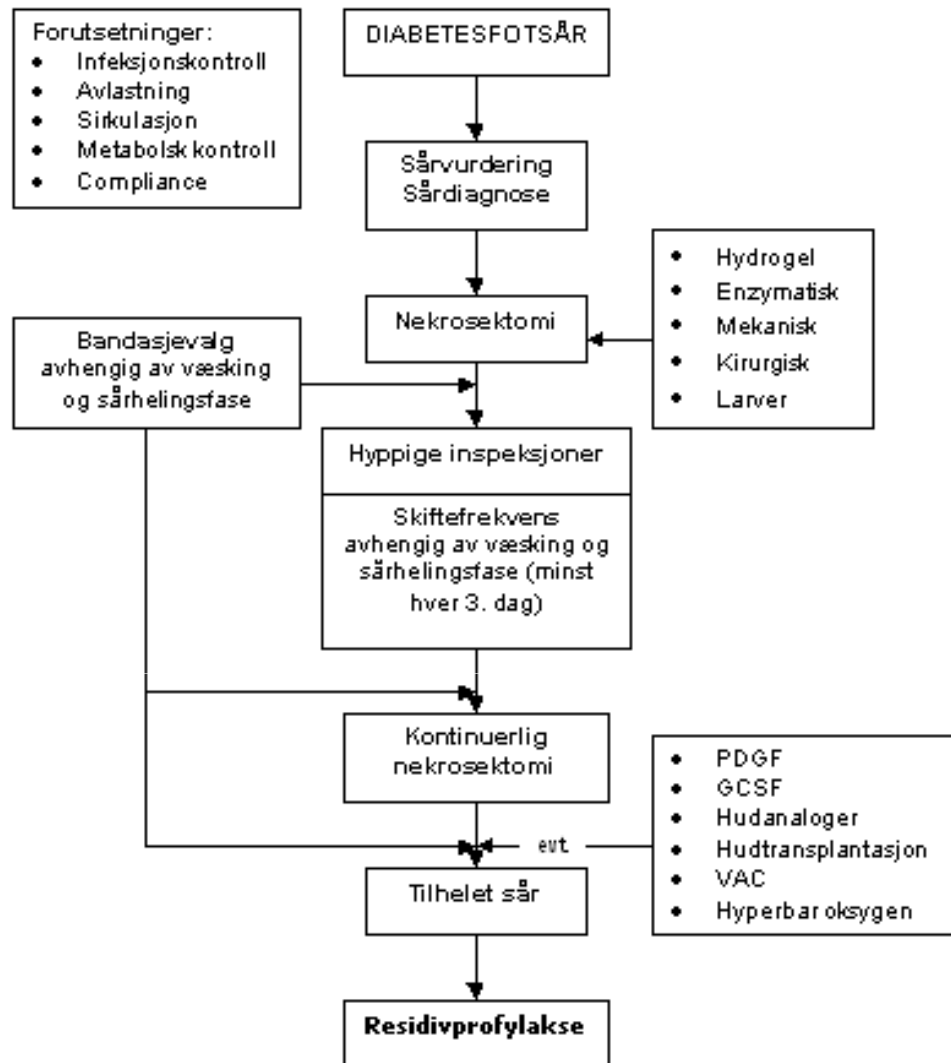 Forutsetninger:
• Infeksjonskontroll
• Avlastning
• Sirkulasjon
• Metabolsk kontroll
• Compliance
DIABETESFOTSÅR
Sårvurdering
Sårdiagnose
Nekrosektomi
• Hydrogel
• Enzymatisk
• Mekanisk
• Kirurgisk
• Larver
Bandasjevalg
avhengig av væsking
og sårhelingsfase
Hyppige inspeksjoner
Skiftefrekvens
avhengig av væsking og
sårhelingsfase (minst
hver 3. dag)
Kontinuerlig
nekrosektomi
• PDGF
• GCSF
• Hudanaloger
• Hudtransplantasjon
• VAC
• Hyperbar oksygen
evt.
Tilhelet sår
Residivprofylakse